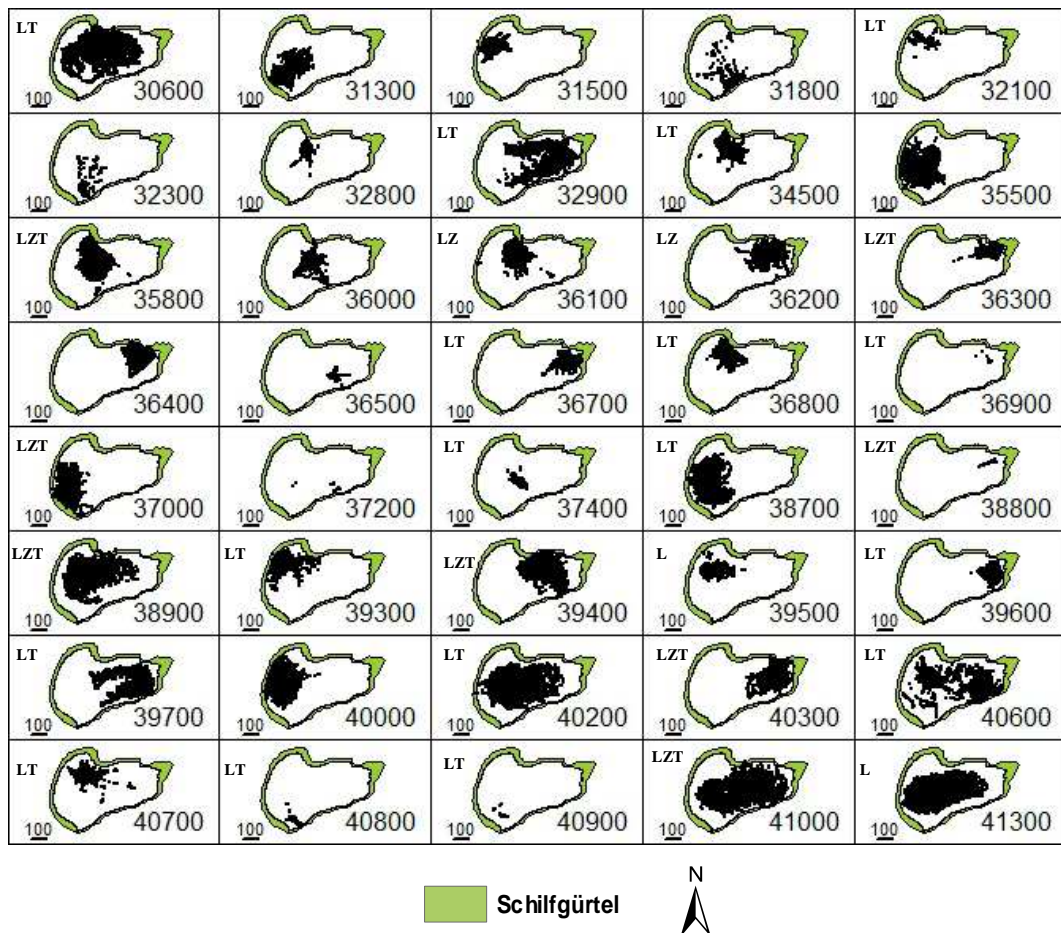 LT LT
100 30600 100 31300 100 31500 100 31800 100 32100
LT LT
100 32300 100 32800 100 32900 100 34500 100 35500
LZT LZ LZ LZT
100 35800 100 36000 100 36100 100 36200 100 36300
LT LT LT
100 36400 100 36500 100 36700 100 36800 100 36900
LZT LT LZT
100 37000 100 37200 100 37400 100 38700 100 38800
LZT LT LZT L LT
100 38900 100 39300 100 39400 100 39500 100 39600
LT LT LZT LT
100 39700 100 40000 100 40200 100 40300 100 40600
LT LT LT LZT L
100 40700 100 40800 100 40900 100 41000 100 41300
Schilfgürtel N